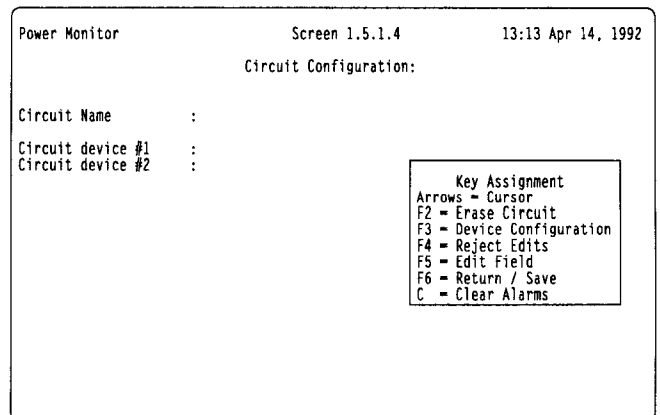 Power Monitor Screen 1.5.1.4 13:13 Apr 14, 1992
Circuit Configuration:
Circuit Name :
Circuit device #1 :
Circuit device #2 :
Key Assignment
Arrows = Cursor
F2 = Erase Circuit
F3 = Device Configuration
F4 = Reject Edits
F5 = Edit Field
F6 = Return / Save
C = Clear Alarms